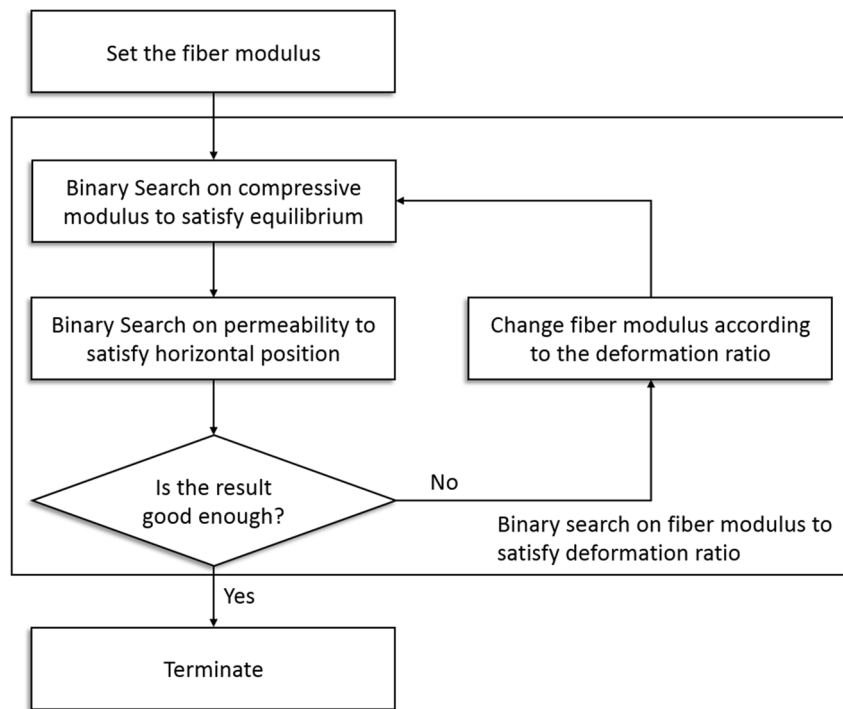 Set the fiber modulus
Binary Search on compressive
modulus to satisfy equilibrium
Binary Search on permeability to
satisfy horizontal position
Change fiber modulus according
to the deformation ratio
Is the result
good enough?
No
Binary search on fiber modulus to
satisfy deformation ratio
Yes
Terminate